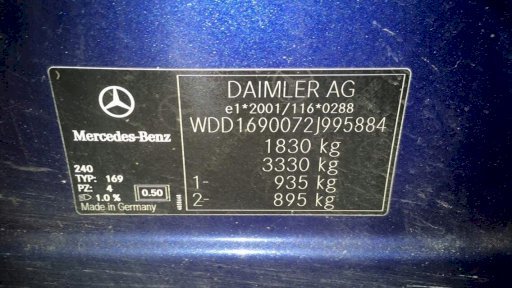 Mercedes-Benz
240
TYP: 169
PZ: 4
1.0 %
0.50
Made in Germany
DAIMLER AG
e1*2001/116*0288
WDD1690072J995884
1830 kg
3330 kg
1- 935 kg
2- 895 kg